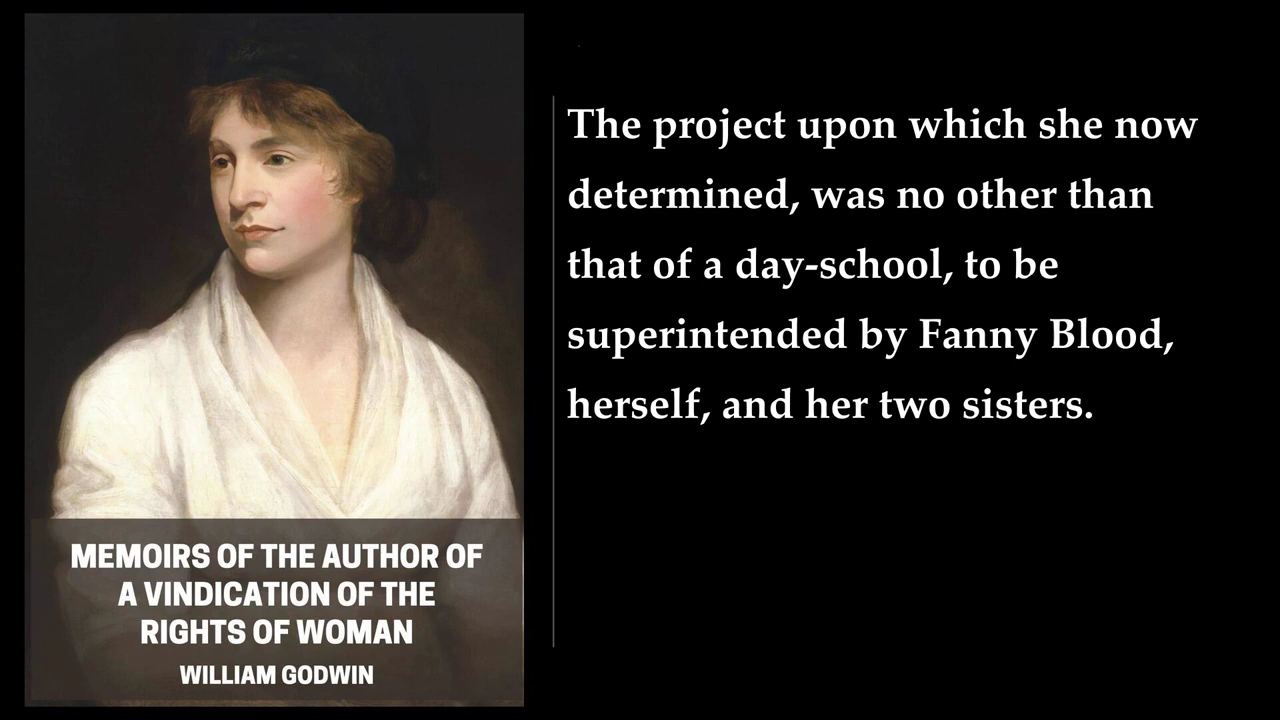 MEMOIRS OF THE AUTHOR OF
A VINDICATION OF THE
RIGHTS OF WOMAN
WILLIAM GODWIN
The project upon which she now
determined, was no other than
that of a day-school, to be
superintended by Fanny Blood,
herself, and her two sisters.